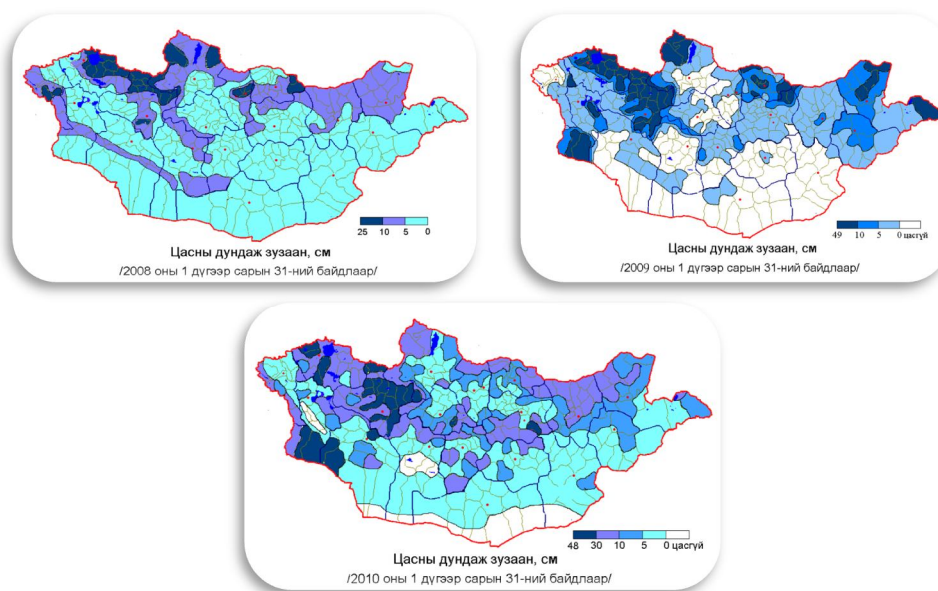 25 10 5 0
Цасны дундаж зузаан, см
/2008 оны 1 дүгээр сарын 31-ний байдлаар/
49 10 5 0 цасгүй
Цасны дундаж зузаан, см
/2009 оны 1 дүгээр сарын 31-ний байдлаар/
48 30 10 5 0 цасгүй
Цасны дундаж зузаан, см
/2010 оны 1 дүгээр сарын 31-ний байдлаар/